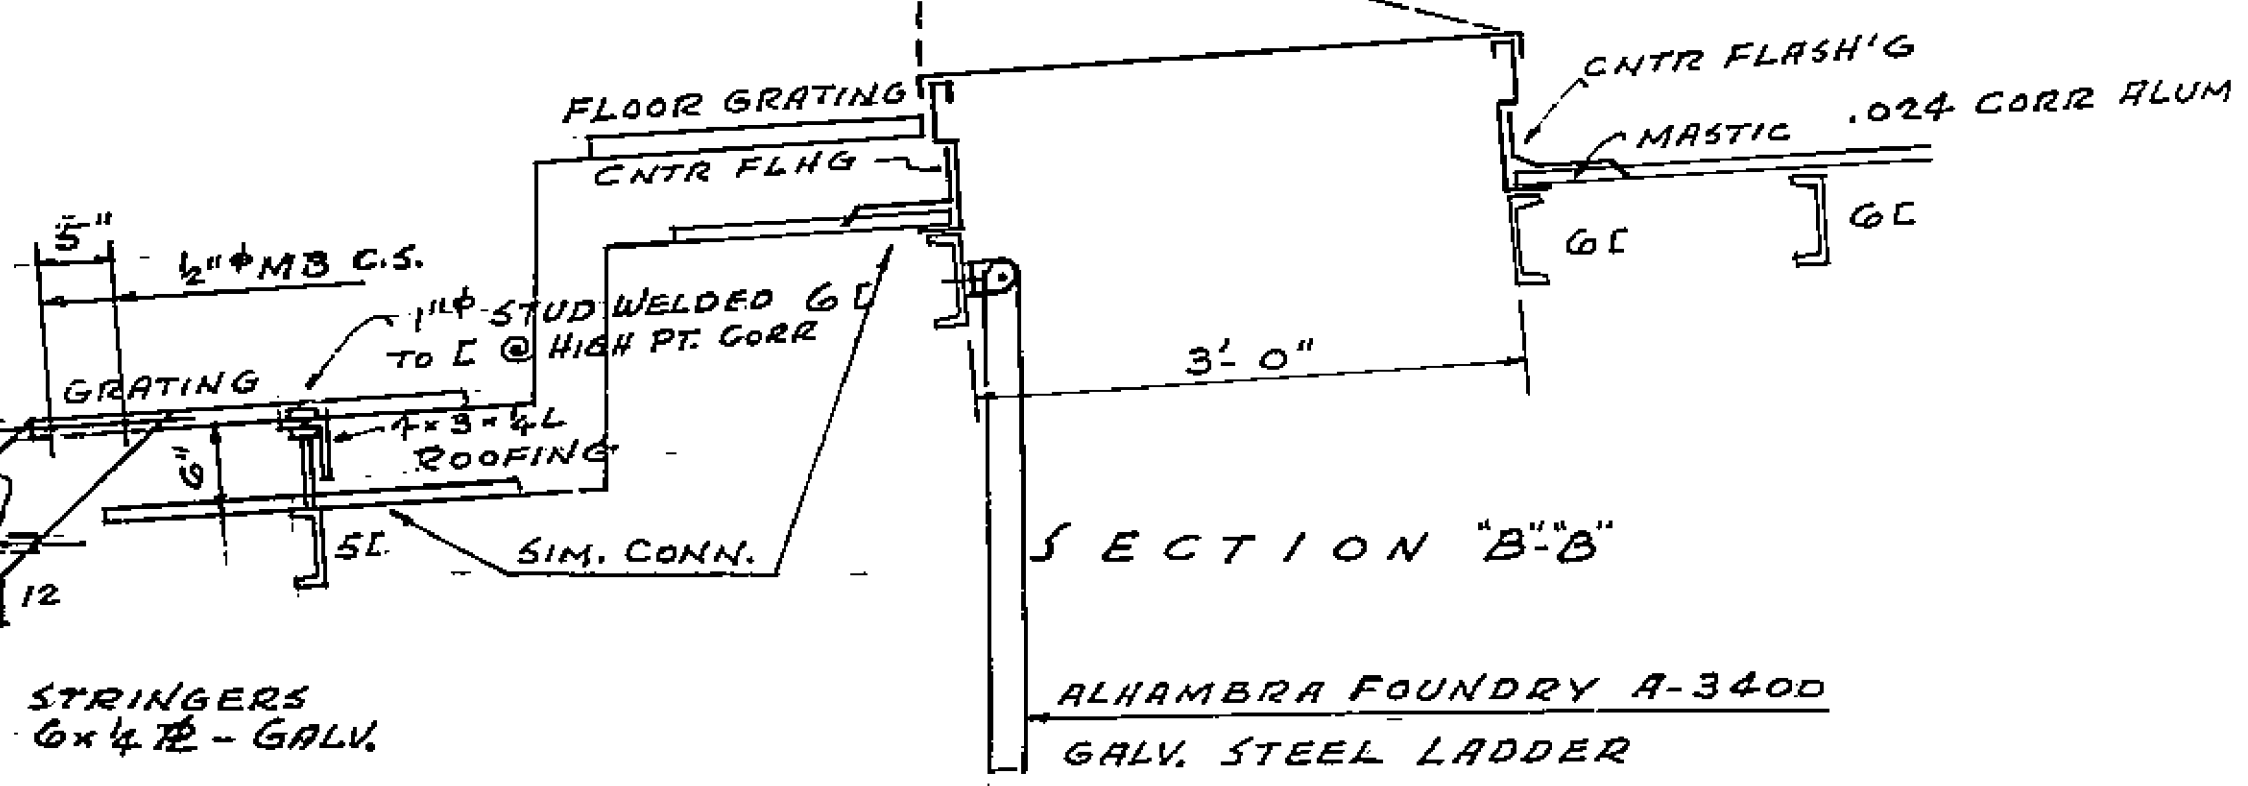 CNTR FLASH'G
.024 CORR ALUM
FLOOR GRATING
MASTIC
CNTR FLHG
6 [
6 [
5"
½"ϕ M B C.S.
1"ϕ STUD WELDED
TO [ @ HIGH PT. CORR
6 [
3'-0"
GRATING
4×3×¼ L
ROOFING
6"
SIM. CONN.
5[
SECTION "B"-"B"
12
STRINGERS
6×¼ PL - GALV.
ALHAMBRA FOUNDRY A-3400
GALV. STEEL LADDER